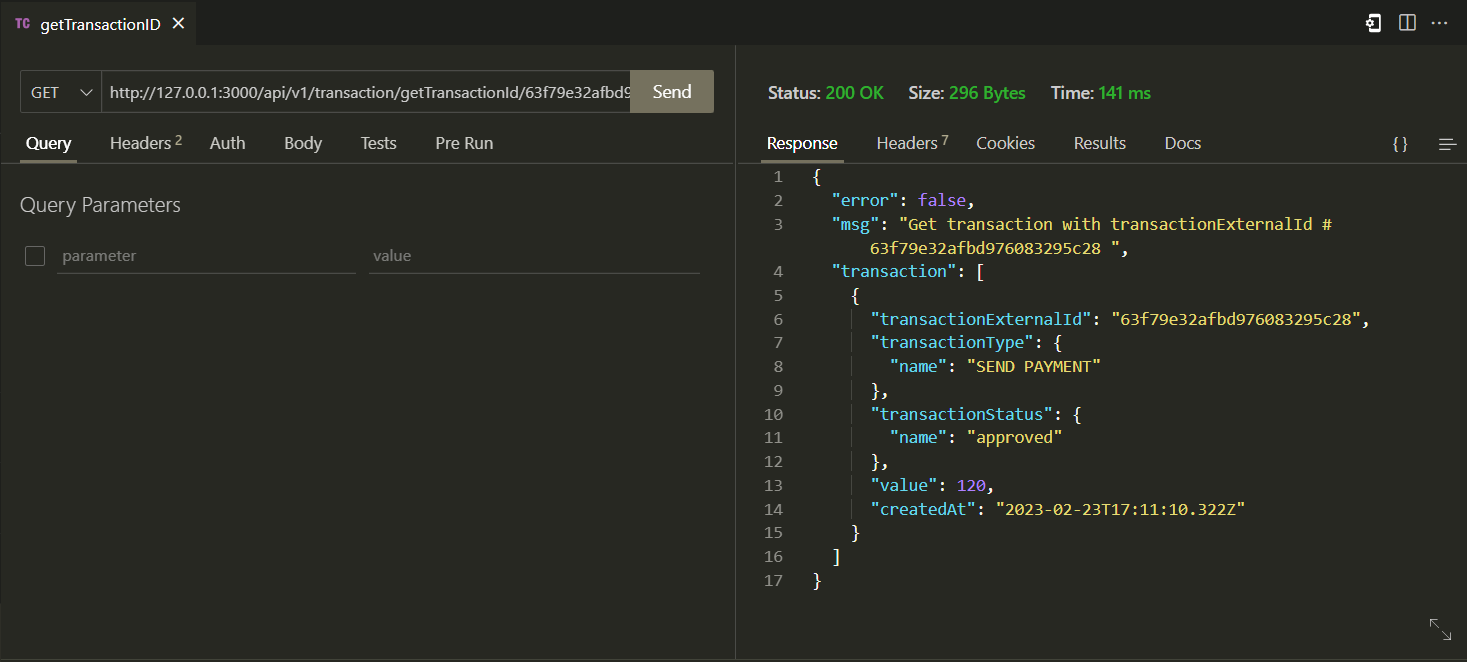 TC getTransactionID
GET http://127.0.0.1:3000/api/v1/transaction/getTransactionId/63f79e32afbd9 Send
Query Headers 2 Auth Body Tests Pre Run
Query Parameters
parameter value
Status: 200 OK Size: 296 Bytes Time: 141 ms
Response Headers 7 Cookies Results Docs {}
1 {
2 "error": false,
3 "msg": "Get transaction with transactionExternalId #
63f79e32afbd976083295c28 ",
4 "transaction": [
5 {
6 "transactionExternalId": "63f79e32afbd976083295c28",
7 "transactionType": {
8 "name": "SEND PAYMENT"
9 },
10 "transactionStatus": {
11 "name": "approved"
12 },
13 "value": 120,
14 "createdAt": "2023-02-23T17:11:10.322Z"
15 }
16 ]
17 }